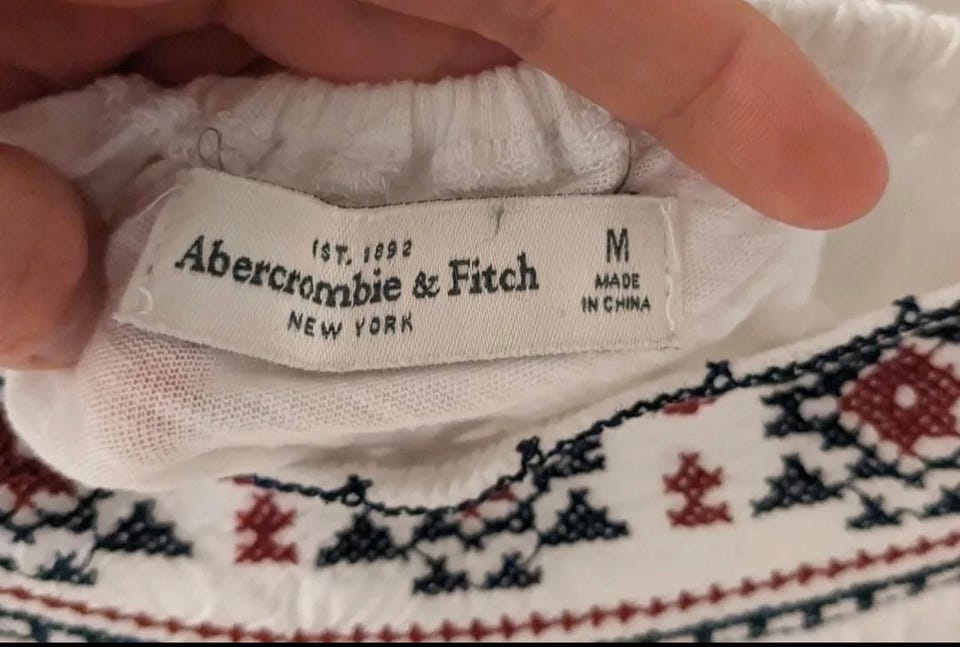 EST. 1892
Abercrombie & Fitch
NEW YORK
M
MADE
IN CHINA